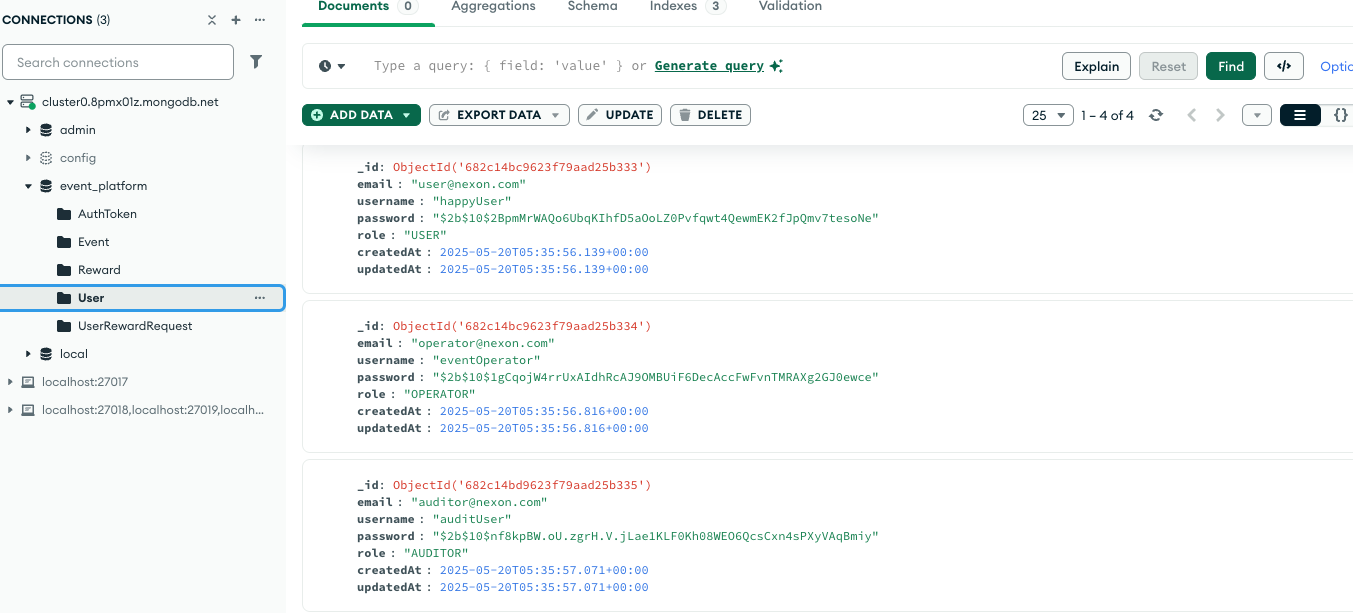 CONNECTIONS (3)
Search connections
cluster0.8pmx01z.mongodb.net
admin
config
event_platform
AuthToken
Event
Reward
User
UserRewardRequest
local
localhost:27017
localhost:27018,localhost:27019,localh...
Documents 0 Aggregations Schema Indexes 3 Validation
Type a query: { field: 'value' } or Generate query
Explain Reset Find </> Optio
ADD DATA EXPORT DATA UPDATE DELETE
25 1 – 4 of 4 {}
_id: ObjectId('682c14bc9623f79aad25b333')
email : "user@nexon.com"
username : "happyUser"
password : "$2b$10$2BpmMrWAQo6UbqKIhfD5aOoLZ0Pvfqwt4QewmEK2fJpQmv7tesoNe"
role : "USER"
createdAt : 2025-05-20T05:35:56.139+00:00
updatedAt : 2025-05-20T05:35:56.139+00:00
_id: ObjectId('682c14bc9623f79aad25b334')
email : "operator@nexon.com"
username : "eventOperator"
password : "$2b$10$1gCqojW4rrUxAIdhRcAJ9OMBUiF6DecAccFwFvnTMRAXg2GJ0ewce"
role : "OPERATOR"
createdAt : 2025-05-20T05:35:56.816+00:00
updatedAt : 2025-05-20T05:35:56.816+00:00
_id: ObjectId('682c14bd9623f79aad25b335')
email : "auditor@nexon.com"
username : "auditUser"
password : "$2b$10$nf8kpBW.oU.zgrH.V.jLae1KLF0Kh08WEO6QcsCxn4sPXyVAqBmiy"
role : "AUDITOR"
createdAt : 2025-05-20T05:35:57.071+00:00
updatedAt : 2025-05-20T05:35:57.071+00:00